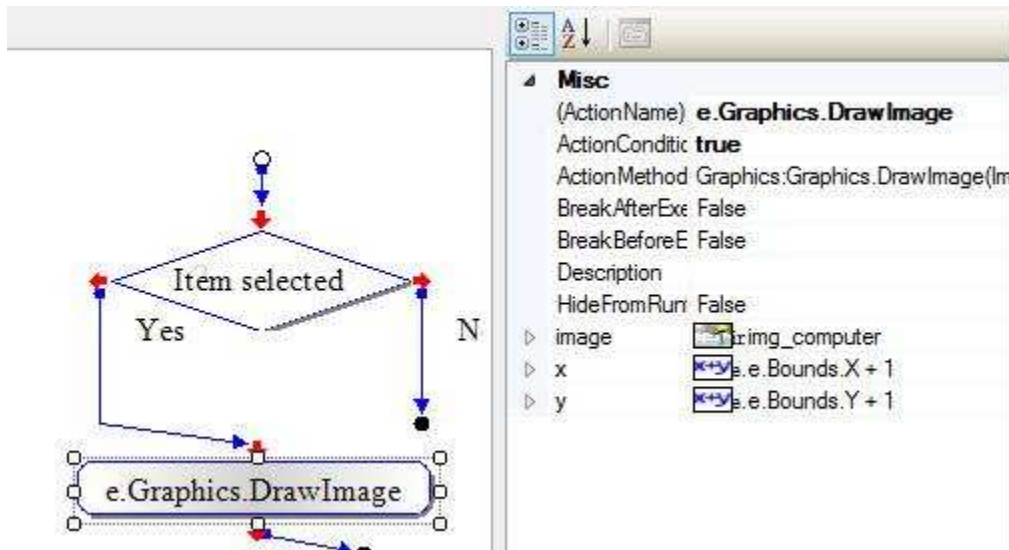 Item selected
Yes
N
e.Graphics.DrawImage
A
Z
Misc
(ActionName) e.Graphics.DrawImage
ActionConditic true
ActionMethod Graphics:Graphics.DrawImage(Im
BreakAfterExe False
BreakBeforeE False
Description
HideFromRun False
image img_computer
x x+y e.Bounds.X + 1
y x+y e.Bounds.Y + 1